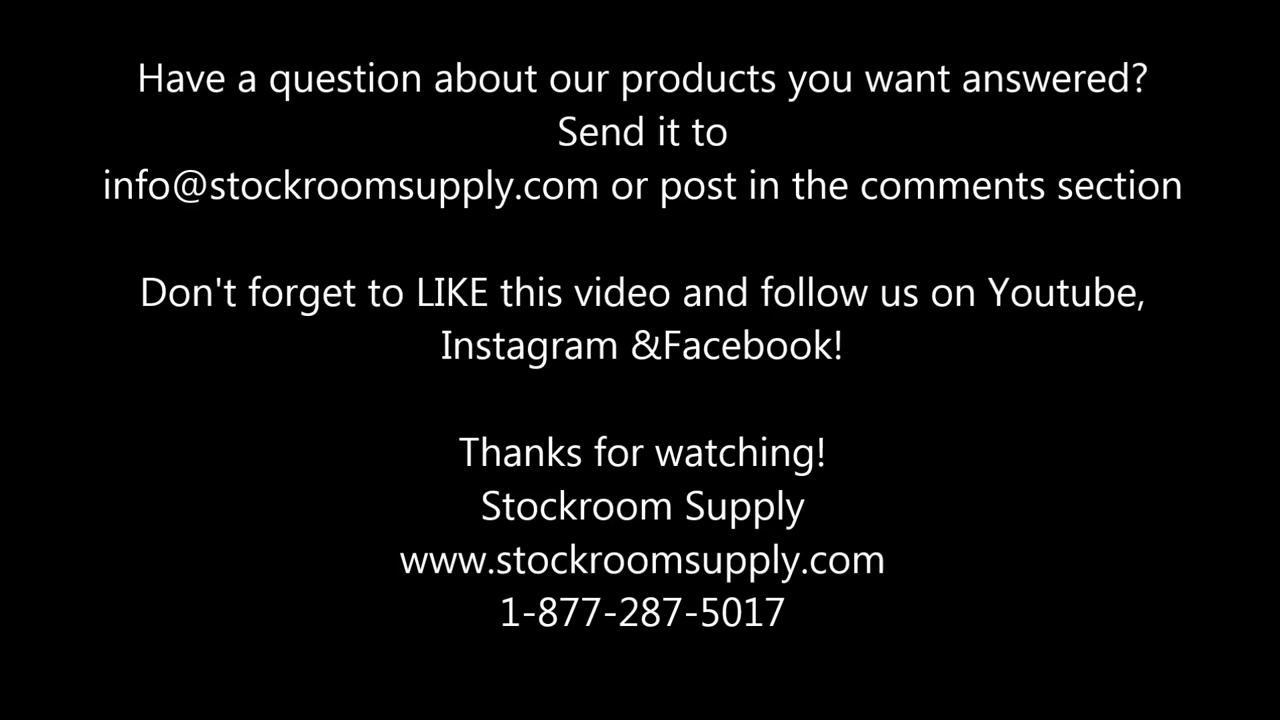 Have a question about our products you want answered?
Send it to
info@stockroomsupply.com or post in the comments section
Don't forget to LIKE this video and follow us on Youtube,
Instagram &Facebook!
Thanks for watching!
Stockroom Supply
www.stockroomsupply.com
1-877-287-5017